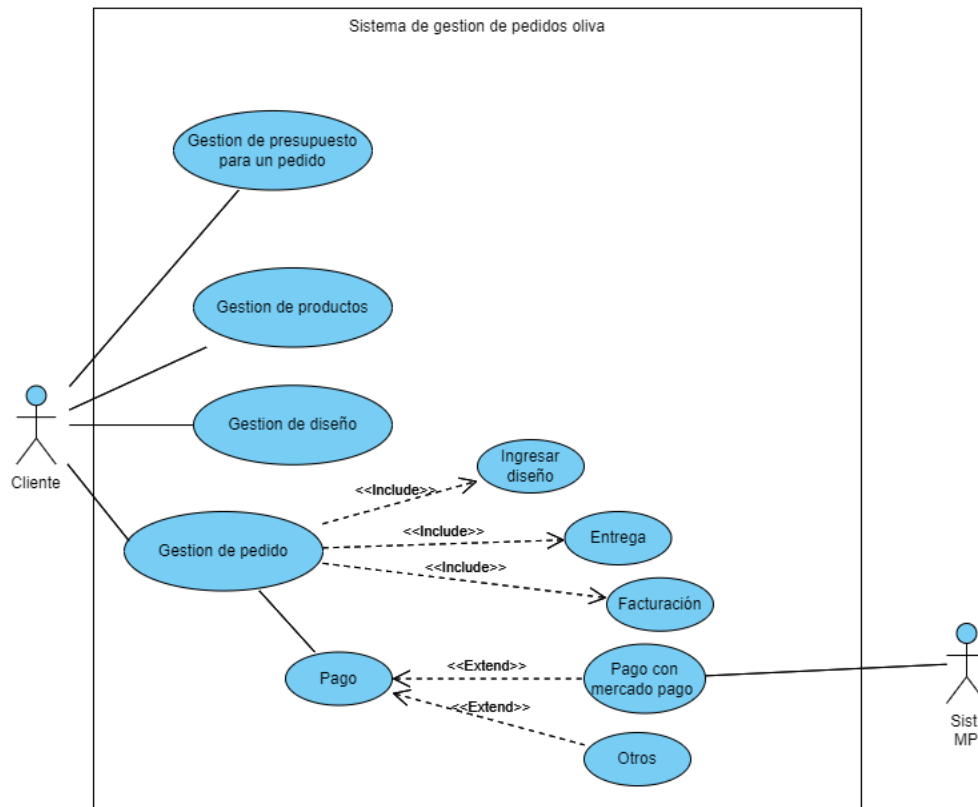 Sistema de gestion de pedidos oliva
Gestion de presupuesto
para un pedido
Gestion de productos
Gestion de diseño
Cliente
Ingresar
diseño
<<Include>>
Gestion de pedido
<<Include>>
Entrega
<<Include>>
Facturación
Pago
<<Extend>>
Pago con
mercado pago
<<Extend>>
Otros
MP